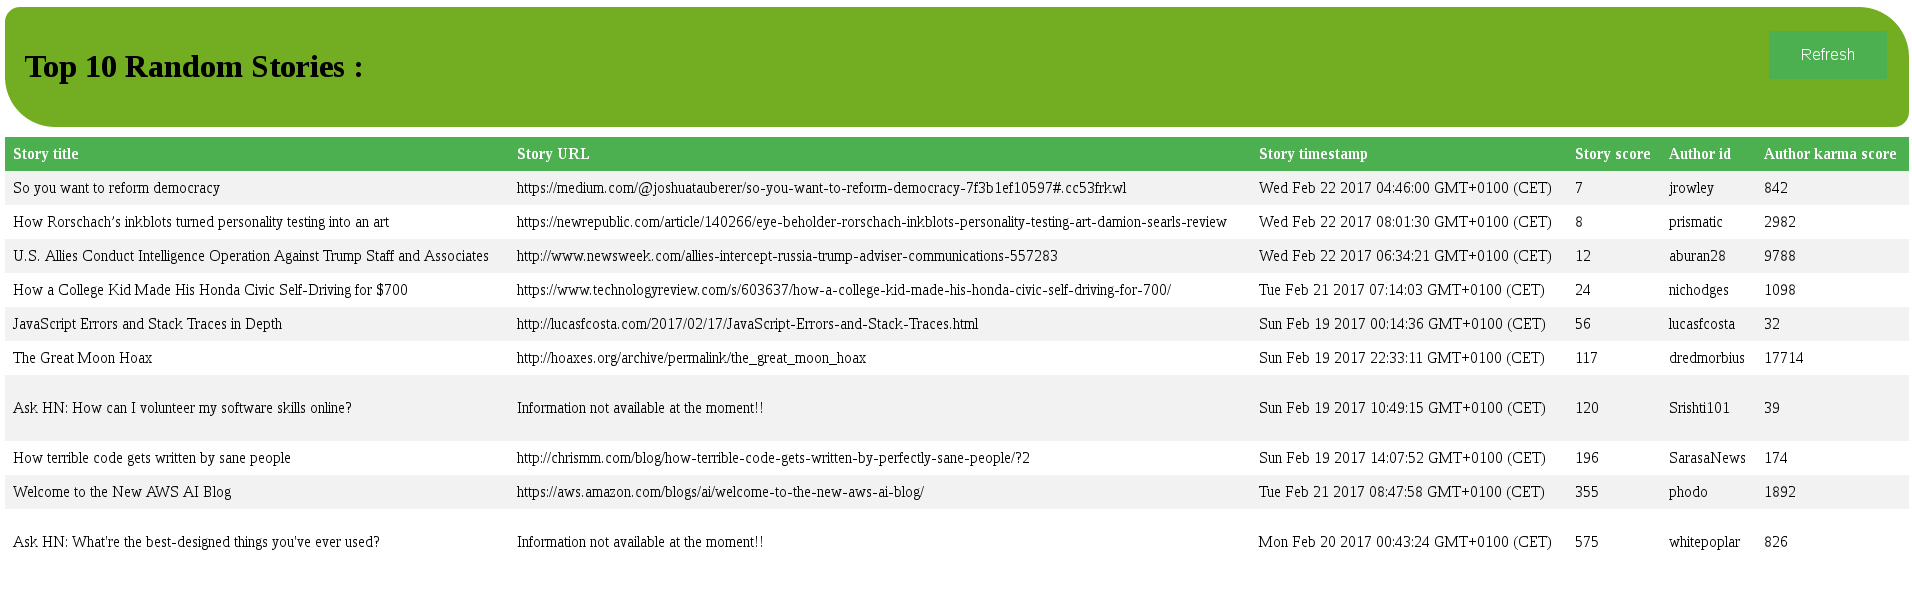 Top 10 Random Stories :
Refresh
Story title Story URL Story timestamp Story score Author id Author karma score
So you want to reform democracy https://medium.com/@joshuatauberer/so-you-want-to-reform-democracy-7f3b1ef10597#.cc53frkwl Wed Feb 22 2017 04:46:00 GMT+0100 (CET) 7 jrowley 842
How Rorschach’s inkblots turned personality testing into an art https://newrepublic.com/article/140266/eye-beholder-rorschach-inkblots-personality-testing-art-damion-searls-review Wed Feb 22 2017 08:01:30 GMT+0100 (CET) 8 prismatic 2982
U.S. Allies Conduct Intelligence Operation Against Trump Staff and Associates http://www.newsweek.com/allies-intercept-russia-trump-adviser-communications-557283 Wed Feb 22 2017 06:34:21 GMT+0100 (CET) 12 aburan28 9788
How a College Kid Made His Honda Civic Self-Driving for $700 https://www.technologyreview.com/s/603637/how-a-college-kid-made-his-honda-civic-self-driving-for-700/ Tue Feb 21 2017 07:14:03 GMT+0100 (CET) 24 nichodges 1098
JavaScript Errors and Stack Traces in Depth http://lucasfcosta.com/2017/02/17/JavaScript-Errors-and-Stack-Traces.html Sun Feb 19 2017 00:14:36 GMT+0100 (CET) 56 lucasfcosta 32
The Great Moon Hoax http://hoaxes.org/archive/permalink/the_great_moon_hoax Sun Feb 19 2017 22:33:11 GMT+0100 (CET) 117 dredmorbius 17714
Ask HN: How can I volunteer my software skills online? Information not available at the moment!! Sun Feb 19 2017 10:49:15 GMT+0100 (CET) 120 Srishti101 39
How terrible code gets written by sane people http://chrismm.com/blog/how-terrible-code-gets-written-by-perfectly-sane-people/?2 Sun Feb 19 2017 14:07:52 GMT+0100 (CET) 196 SarasaNews 174
Welcome to the New AWS AI Blog https://aws.amazon.com/blogs/ai/welcome-to-the-new-aws-ai-blog/ Tue Feb 21 2017 08:47:58 GMT+0100 (CET) 355 phodo 1892
Ask HN: What're the best-designed things you've ever used? Information not available at the moment!! Mon Feb 20 2017 00:43:24 GMT+0100 (CET) 575 whitepoplar 826